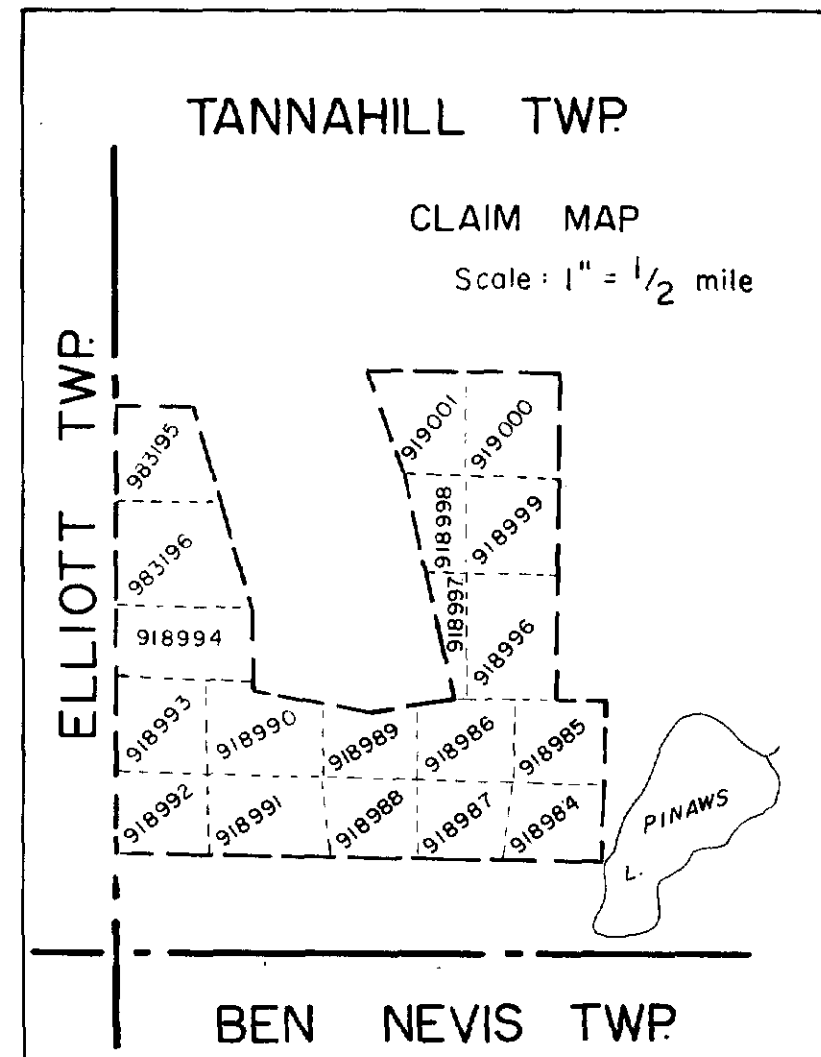 TANNAHILL TWP.
CLAIM MAP
Scale : 1" = 1/2 mile
ELLIOTT TWP.
983195
983196
918994
918993
918990
918989
918986
918985
918992
918991
918988
918987
918984
919001
919000
918998
918999
918997
918996
PINAWS
L.
BEN NEVIS TWP.